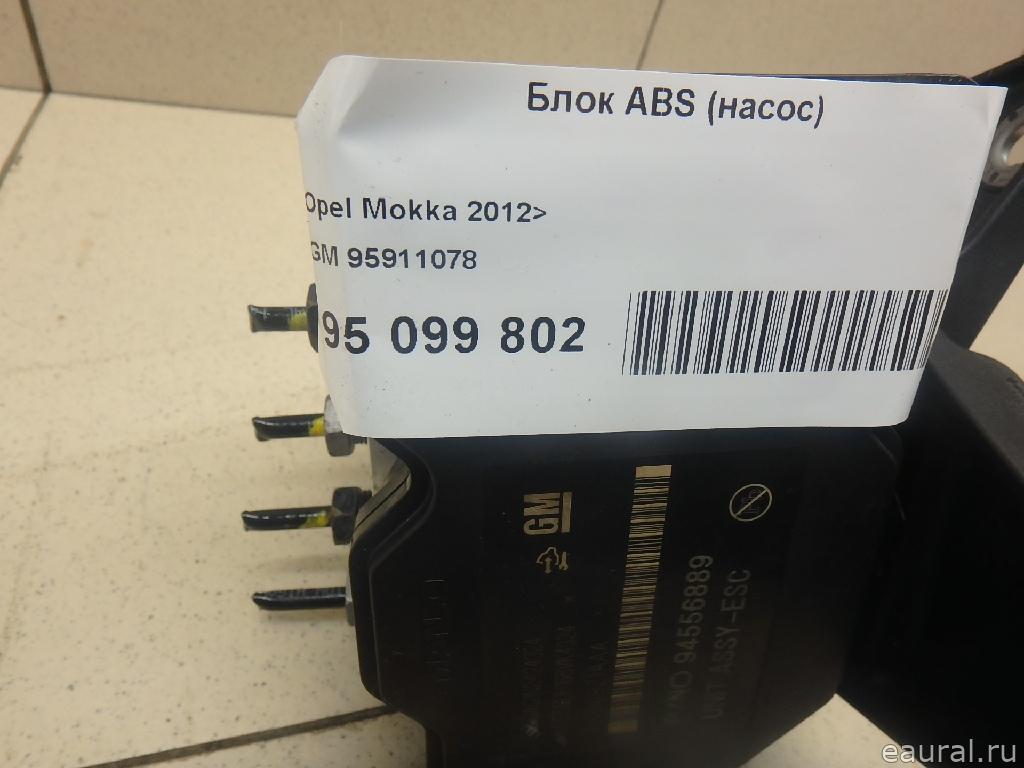 Блок ABS (насос)
Opel Mokka 2012>
GM 95911078
95 099 802
GM
94556889
UNIT ASSY-ESC
eaural.ru